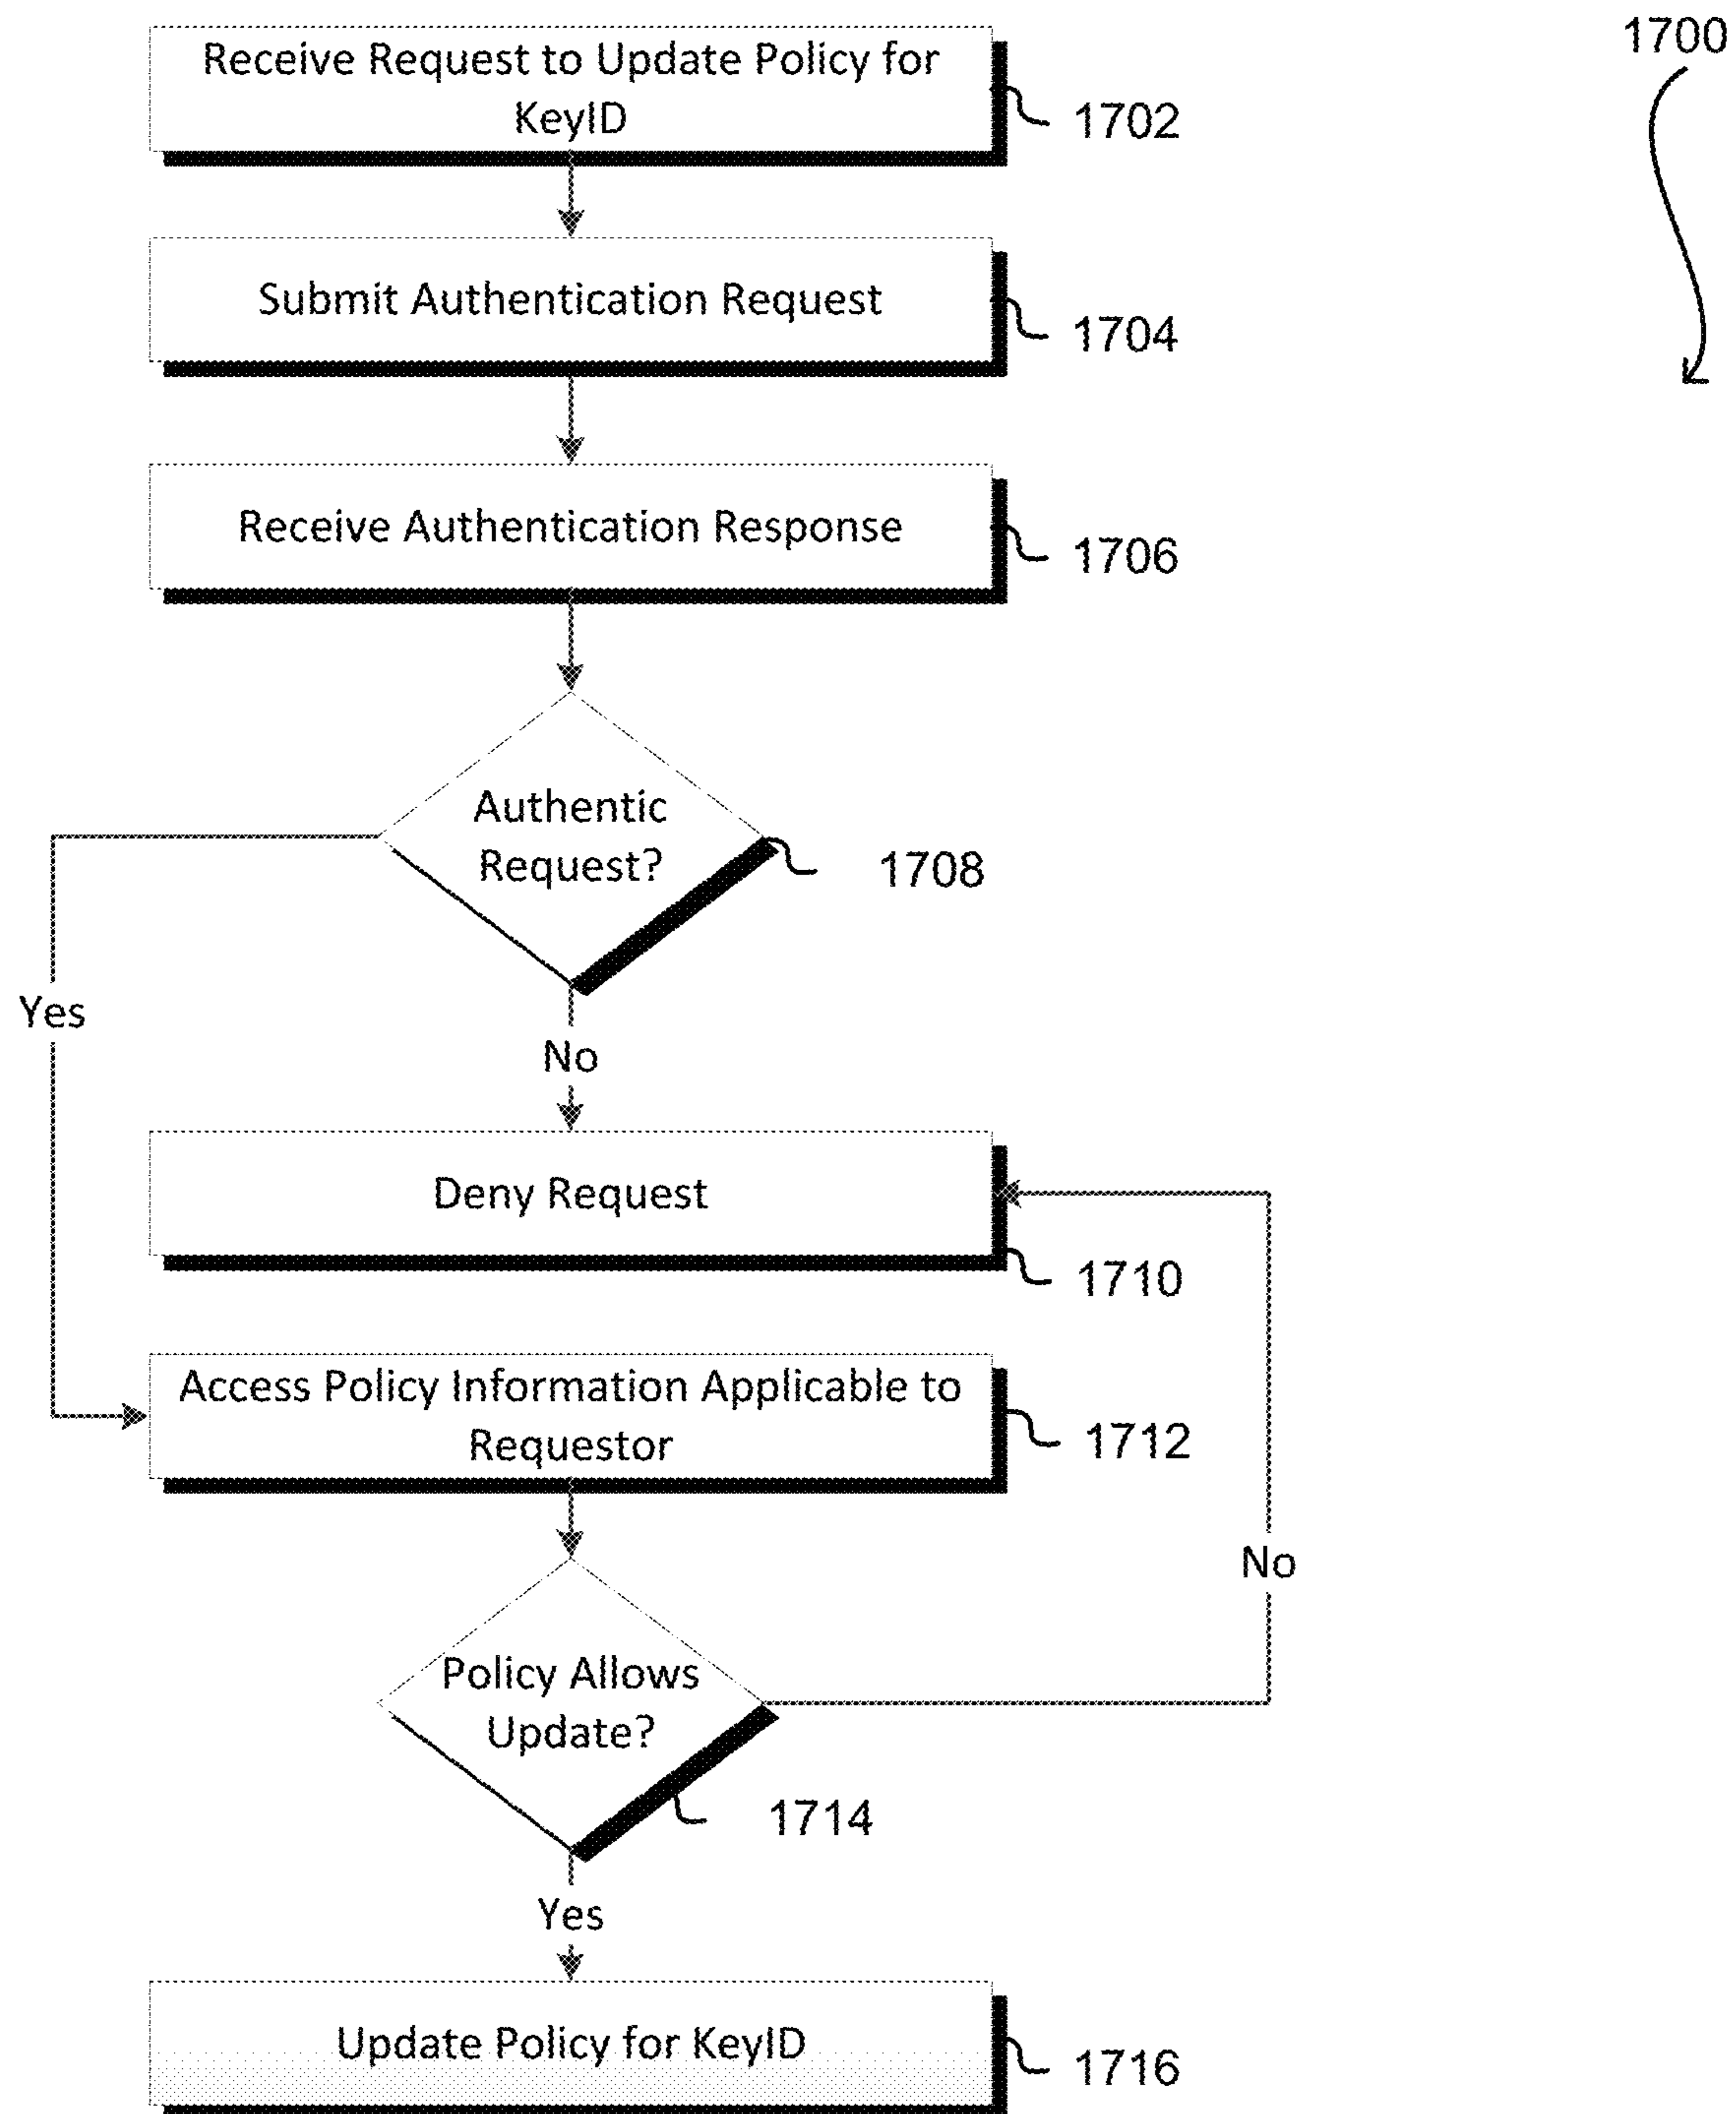 1700
Receive Request to Update Policy for
KeyID
1702
Submit Authentication Request
1704
Receive Authentication Response
1706
Authentic
Request?
1708
Yes
No
Deny Request
1710
Access Policy Information Applicable to
Requestor
1712
No
Policy Allows
Update?
1714
Yes
Update Policy for KeyID
1716